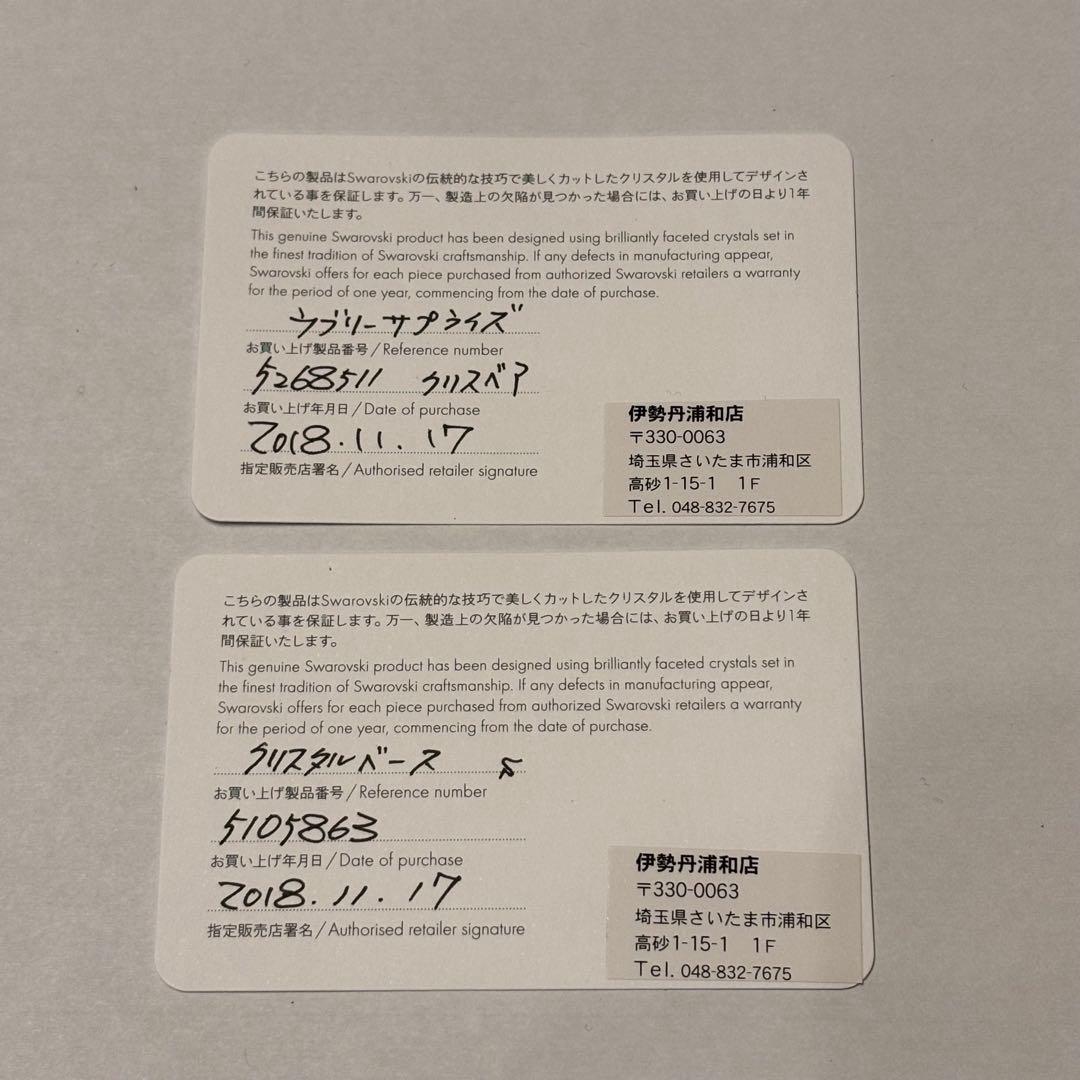 こちらの製品はSwarovskiの伝統的な技巧で美しくカットしたクリスタルを使用してデザインさ
れている事を保証します。万一、製造上の欠陥が見つかった場合には、お買い上げの日より1年
間保証いたします。
This genuine Swarovski product has been designed using brilliantly faceted crystals set in
the finest tradition of Swarovski craftsmanship. If any defects in manufacturing appear,
Swarovski offers for each piece purchased from authorized Swarovski retailers a warranty
for the period of one year, commencing from the date of purchase.
ラブリーサプライズ
お買い上げ製品番号/Reference number
5268511 クリスベア
お買い上げ年月日/Date of purchase
2018.11.17
指定販売店署名/Authorised retailer signature
伊勢丹浦和店
〒330-0063
埼玉県さいたま市浦和区
高砂1-15-1 1F
Tel. 048-832-7675
こちらの製品はSwarovskiの伝統的な技巧で美しくカットしたクリスタルを使用してデザインさ
れている事を保証します。万一、製造上の欠陥が見つかった場合には、お買い上げの日より1年
間保証いたします。
This genuine Swarovski product has been designed using brilliantly faceted crystals set in
the finest tradition of Swarovski craftsmanship. If any defects in manufacturing appear,
Swarovski offers for each piece purchased from authorized Swarovski retailers a warranty
for the period of one year, commencing from the date of purchase.
クリスタルベース
お買い上げ製品番号/Reference number
5105863
お買い上げ年月日/Date of purchase
2018.11.17
指定販売店署名/Authorised retailer signature
伊勢丹浦和店
〒330-0063
埼玉県さいたま市浦和区
高砂1-15-1 1F
Tel. 048-832-7675